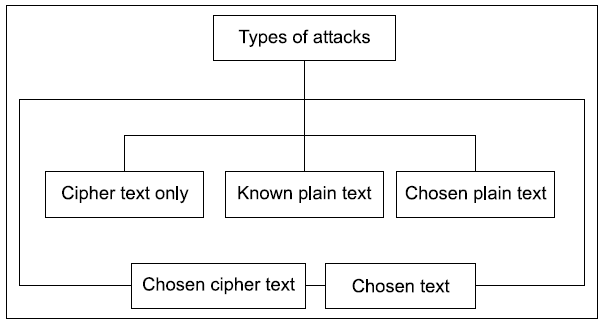 Types of attacks
Cipher text only
Known plain text
Chosen plain text
Chosen cipher text
Chosen text